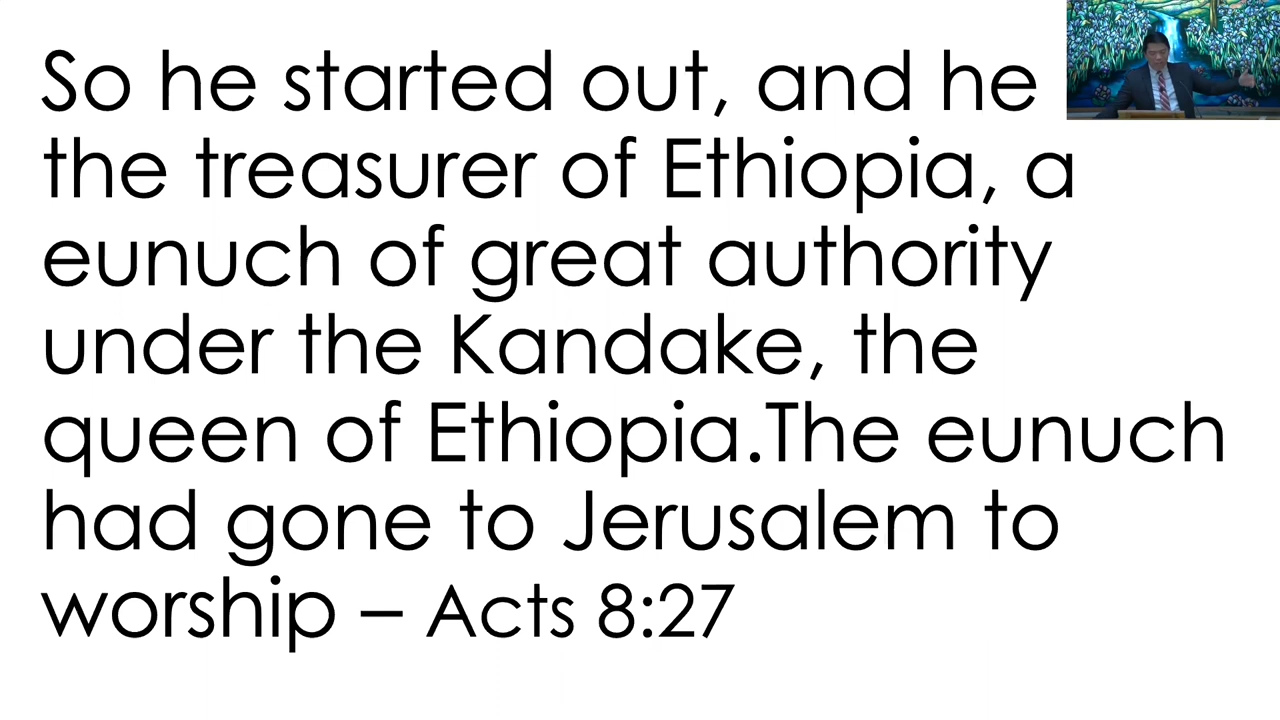 So he started out, and he
the treasurer of Ethiopia, a
eunuch of great authority
under the Kandake, the
queen of Ethiopia.The eunuch
had gone to Jerusalem to
worship – Acts 8:27